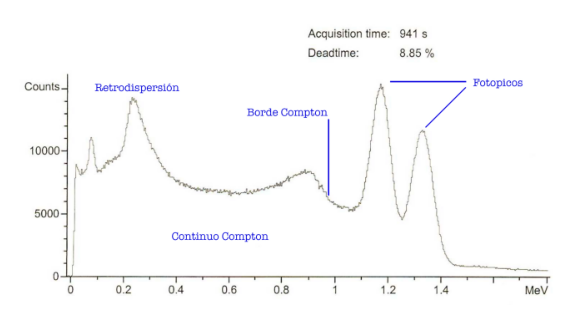 Acquisition time: 941 s
Deadtime: 8.85 %
Counts
Retrodispersión
Fotopicos
Borde Compton
10000
5000
Continuo Compton
0
0 0.2 0.4 0.6 0.8 1 1.2 1.4 MeV